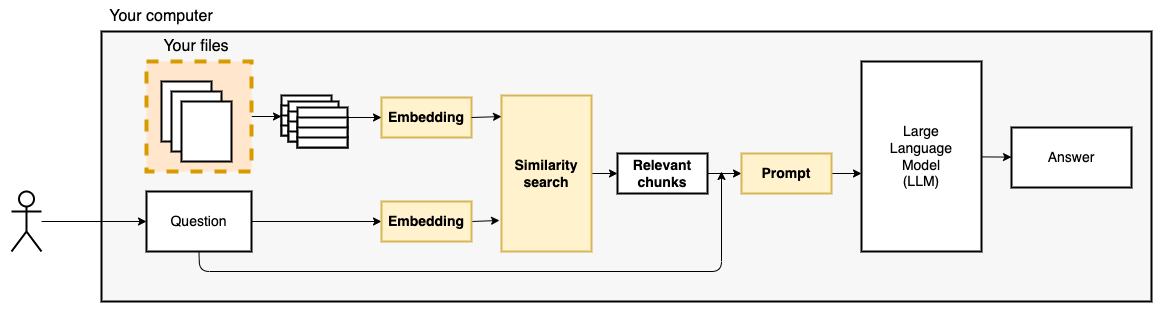 Your computer
Your files
Embedding
Similarity
search
Relevant
chunks
Prompt
Large
Language
Model
(LLM)
Answer
Question
Embedding